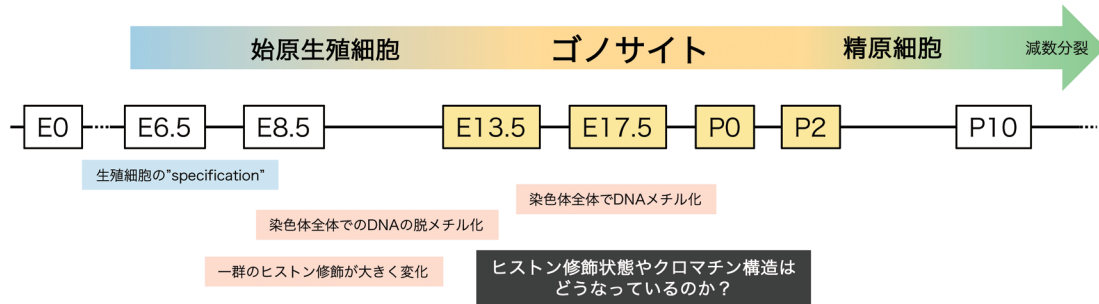 始原生殖細胞 ゴノサイト 精原細胞 減数分裂
E0 E6.5 E8.5 E13.5 E17.5 P0 P2 P10
生殖細胞の”specification”
染色体全体でDNAメチル化
染色体全体でのDNAの脱メチル化
一群のヒストン修飾が大きく変化
ヒストン修飾状態やクロマチン構造は
どうなっているのか？